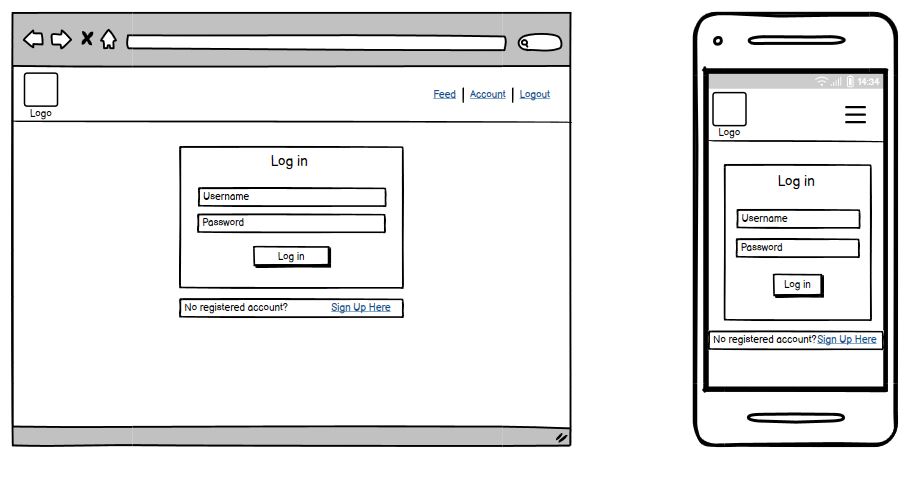 Feed | Account | Logout
Logo
Log in
Username
Password
Log in
No registered account? Sign Up Here
14:34
Logo
Log in
Username
Password
Log in
No registered account? Sign Up Here